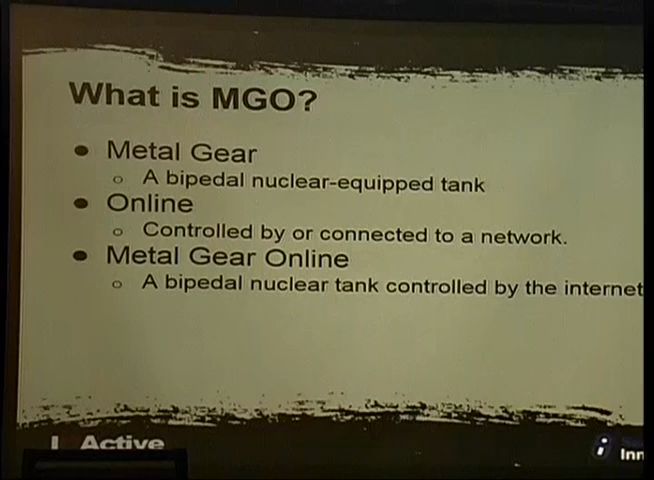 What is MGO?
● Metal Gear
○ A bipedal nuclear-equipped tank
● Online
○ Controlled by or connected to a network.
● Metal Gear Online
○ A bipedal nuclear tank controlled by the internet
Active
Inn